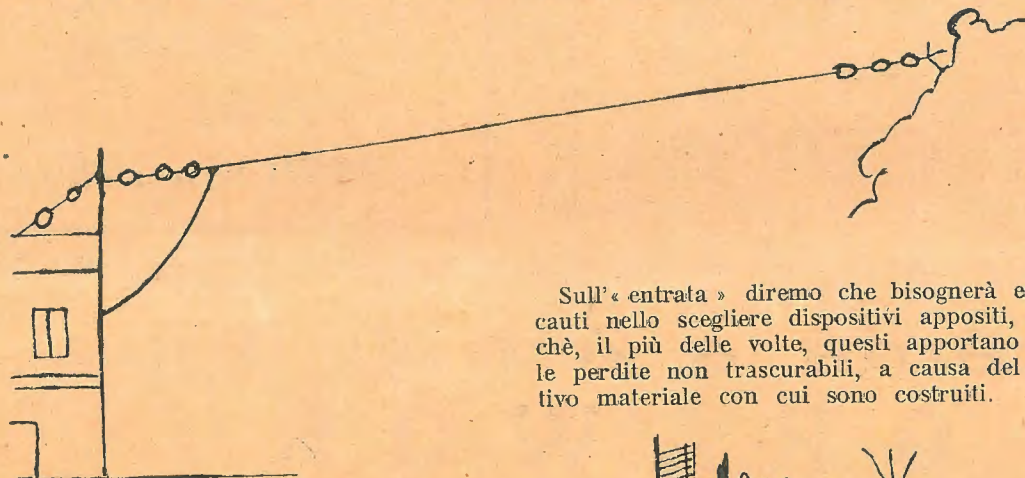 Sull'« entrata » diremo che bisognerà e
cauti nello scegliere dispositivi appositi,
chè, il più delle volte, questi apportano
le perdite non trascurabili, a causa del
tivo materiale con cui sono costruiti.